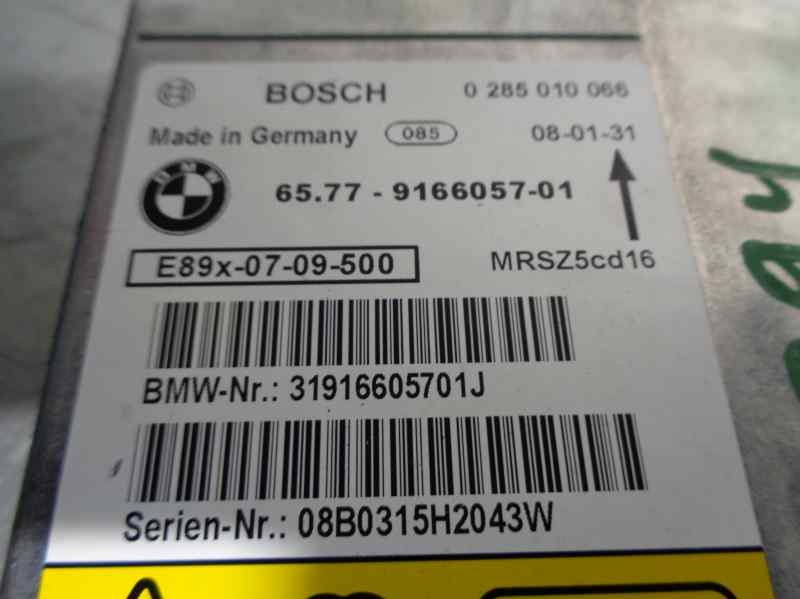 BOSCH 0 285 010 066
Made in Germany 085 08-01-31
BMW 65.77 - 9166057-01
E89x-07-09-500 MRSZ5cd16
BMW-Nr.: 31916605701J
Serien-Nr.: 08B0315H2043W